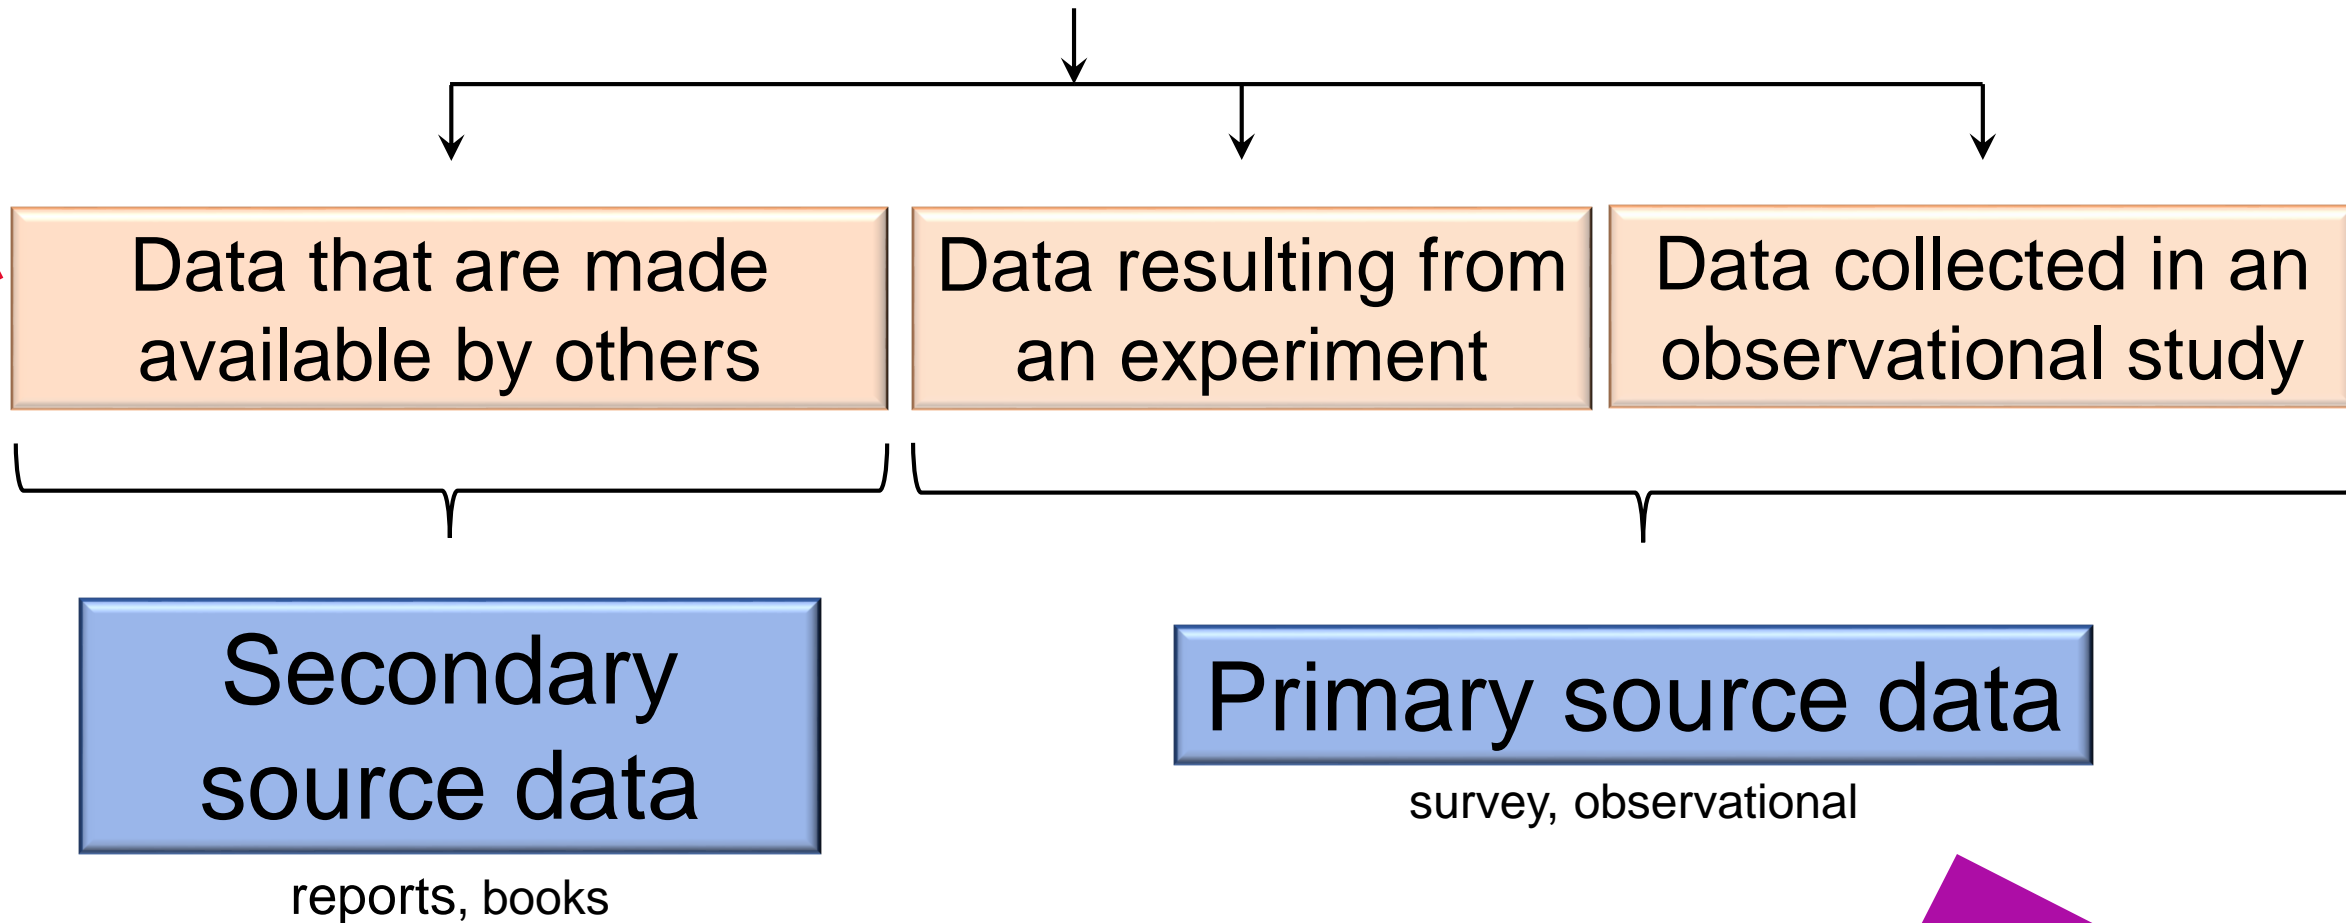 Data that are made
available by others
Data resulting from
an experiment
Data collected in an
observational study
Secondary
source data
Primary source data
survey, observational
reports, books